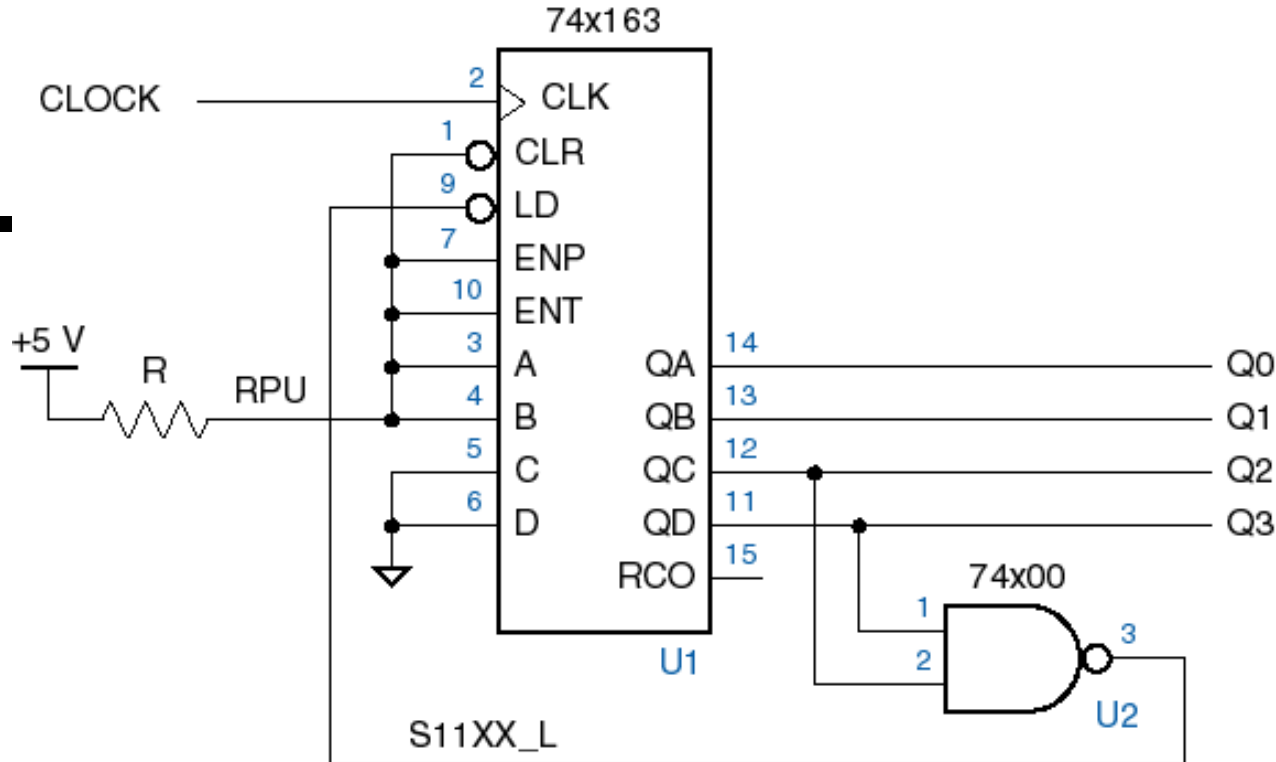 74x163
CLOCK
2
CLK
1
CLR
9
LD
7
ENP
10
ENT
+5 V
R
RPU
3
A
QA
14
Q0
4
B
QB
13
Q1
5
C
QC
12
Q2
6
D
QD
11
Q3
RCO
15
74x00
1
2
3
U1
U2
S11XX_L